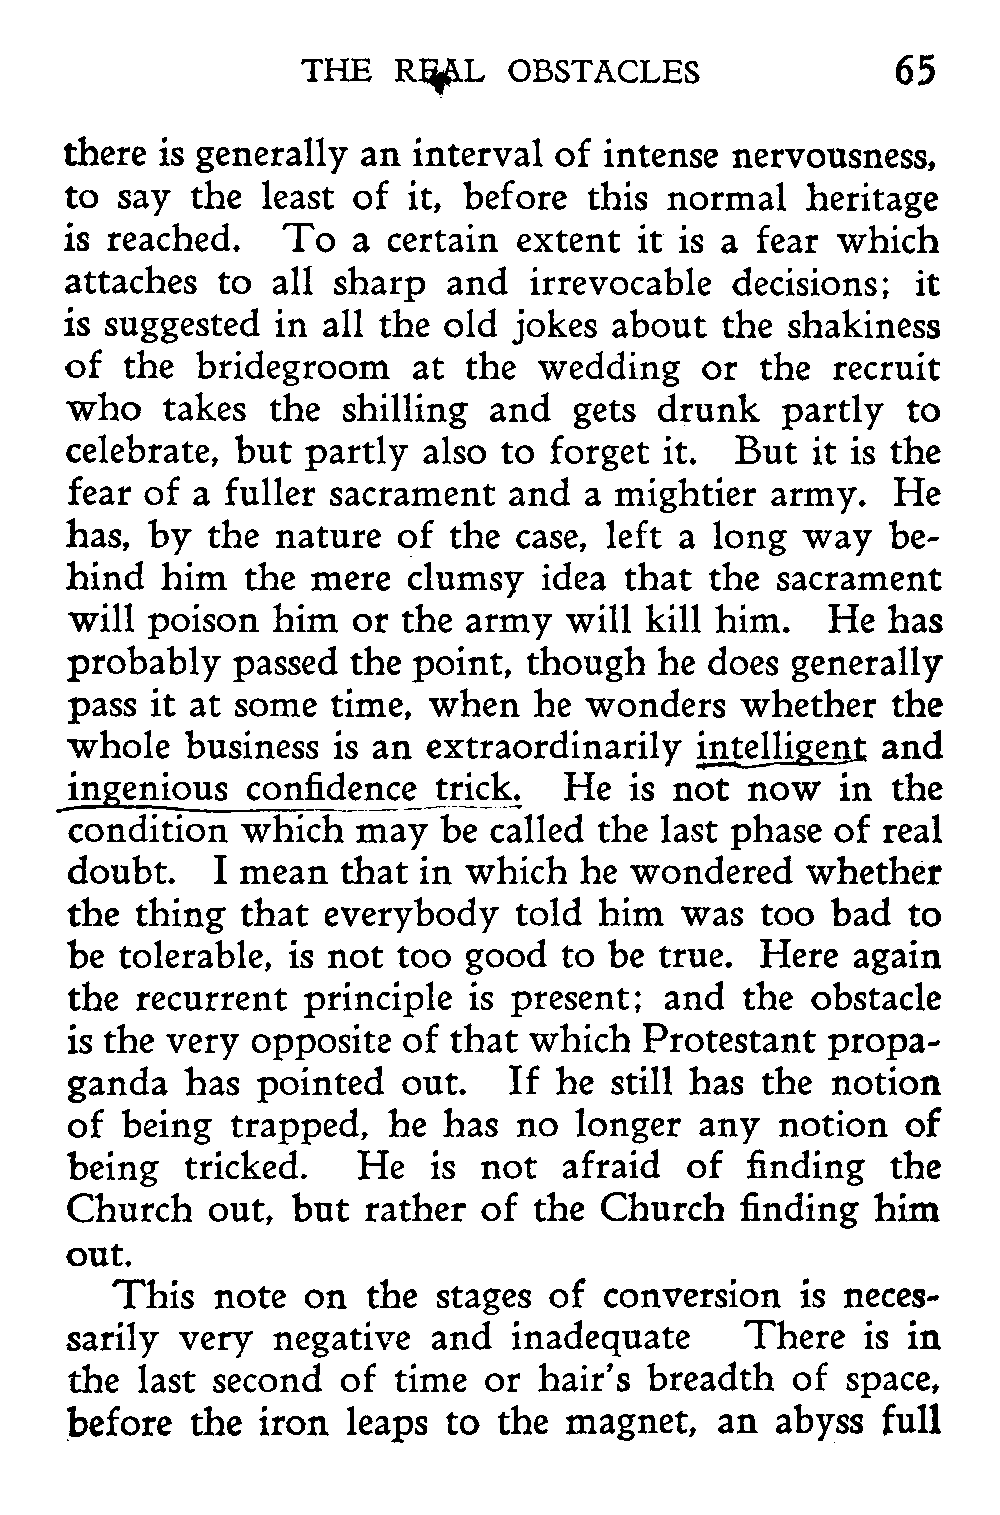 THE REAL OBSTACLES 65
there is generally an interval of intense nervousness,
to say the least of it, before this normal heritage
is reached. To a certain extent it is a fear which
attaches to all sharp and irrevocable decisions; it
is suggested in all the old jokes about the shakiness
of the bridegroom at the wedding or the recruit
who takes the shilling and gets drunk partly to
celebrate, but partly also to forget it. But it is the
fear of a fuller sacrament and a mightier army. He
has, by the nature of the case, left a long way be-
hind him the mere clumsy idea that the sacrament
will poison him or the army will kill him. He has
probably passed the point, though he does generally
pass it at some time, when he wonders whether the
whole business is an extraordinarily intelligent and
ingenious confidence trick. He is not now in the
condition which may be called the last phase of real
doubt. I mean that in which he wondered whether
the thing that everybody told him was too bad to
be tolerable, is not too good to be true. Here again
the recurrent principle is present; and the obstacle
is the very opposite of that which Protestant propa-
ganda has pointed out. If he still has the notion
of being trapped, he has no longer any notion of
being tricked. He is not afraid of finding the
Church out, but rather of the Church finding him
out.
This note on the stages of conversion is neces-
sarily very negative and inadequate There is in
the last second of time or hair's breadth of space,
before the iron leaps to the magnet, an abyss full